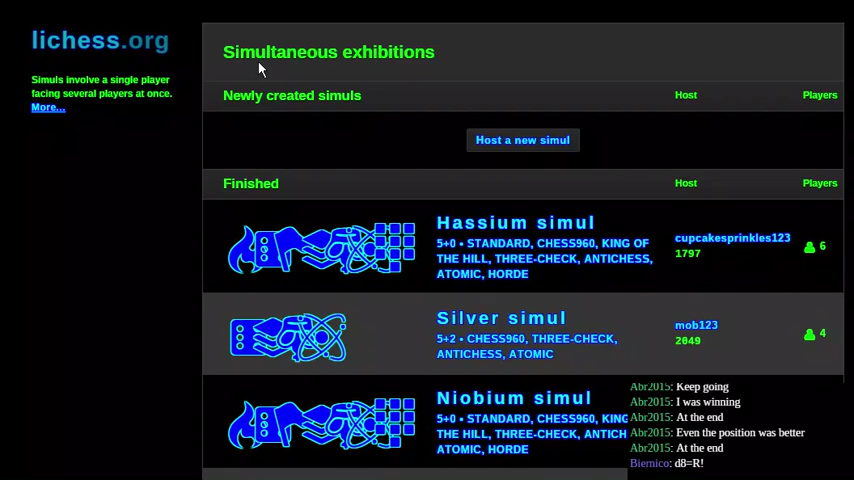 lichess.org
Simuls involve a single player
facing several players at once.
More...
Simultaneous exhibitions
Newly created simuls Host Players
Host a new simul
Finished Host Players
Hassium simul
5+0 • STANDARD, CHESS960, KING OF
THE HILL, THREE-CHECK, ANTICHESS,
ATOMIC, HORDE
cupcakesprinkles123
1797
6
Silver simul
5+2 • CHESS960, THREE-CHECK,
ANTICHESS, ATOMIC
mob123
2049
4
Niobium simul
5+0 • STANDARD, CHESS960, KING
THE HILL, THREE-CHECK, ANTICH
ATOMIC, HORDE
Abr2015: Keep going
Abr2015: I was winning
Abr2015: At the end
Abr2015: Even the position was better
Abr2015: At the end
Biernico: d8=R!